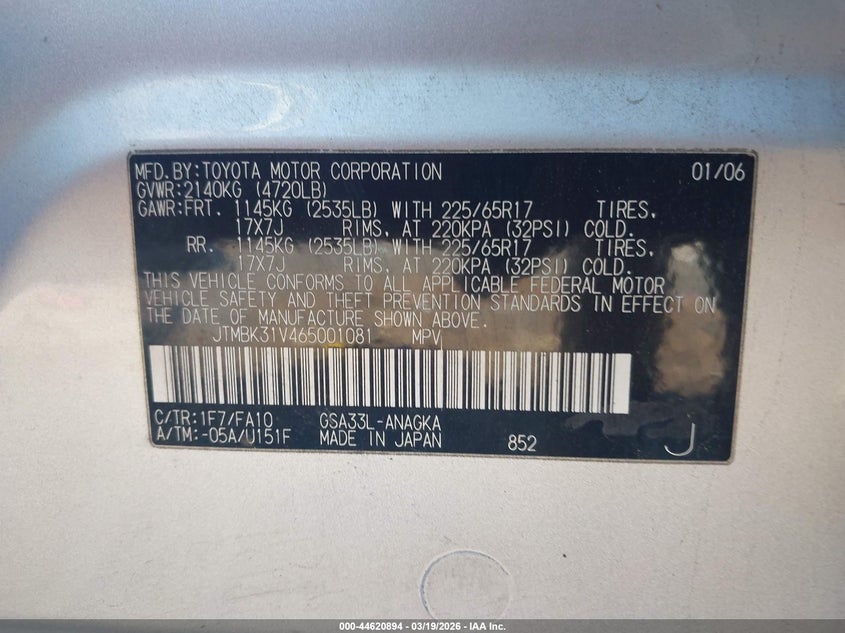 MFD.BY:TOYOTA MOTOR CORPORATION 01/06
GVWR:2140KG (4720LB)
GAWR:FRT. 1145KG (2535LB) WITH 225/65R17 TIRES,
17X7J RIMS, AT 220KPA (32PSI) COLD.
RR. 1145KG (2535LB) WITH 225/65R17 TIRES,
17X7J RIMS, AT 220KPA (32PSI) COLD.
THIS VEHICLE CONFORMS TO ALL APPLICABLE FEDERAL MOTOR
VEHICLE SAFETY AND THEFT PREVENTION STANDARDS IN EFFECT ON
THE DATE OF MANUFACTURE SHOWN ABOVE.
JTMBK31V465001081 MPV
C/TR:1F7/FA10 GSA33L-ANAGKA
A/TM:-05A/U151F MADE IN JAPAN 852 J
000-44620894 — 03/19/2026 — IAA Inc.